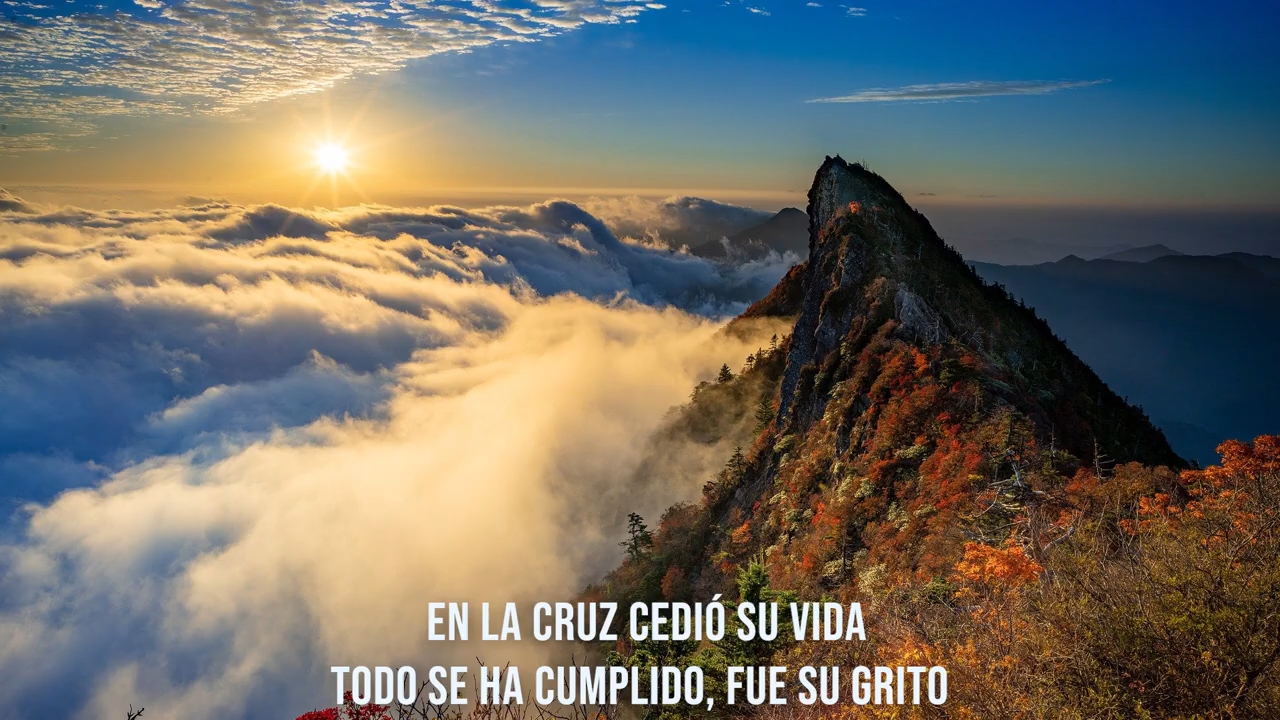 EN LA CRUZ CEDIÓ SU VIDA
TODO SE HA CUMPLIDO, FUE SU GRITO